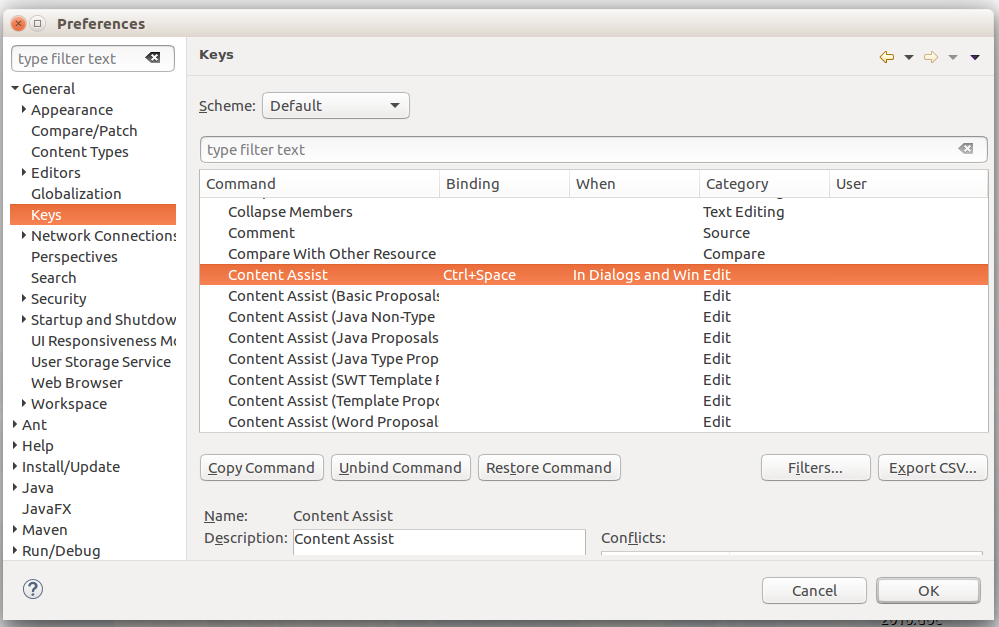 Preferences
type filter text
General
Appearance
Compare/Patch
Content Types
Editors
Globalization
Keys
Network Connections
Perspectives
Search
Security
Startup and Shutdow
UI Responsiveness Mo
User Storage Service
Web Browser
Workspace
Ant
Help
Install/Update
Java
JavaFX
Maven
Run/Debug
Keys
Scheme: Default
type filter text
Command Binding When Category User
Collapse Members Text Editing
Comment Source
Compare With Other Resource Compare
Content Assist Ctrl+Space In Dialogs and Win Edit
Content Assist (Basic Proposals Edit
Content Assist (Java Non-Type Edit
Content Assist (Java Proposals Edit
Content Assist (Java Type Prop Edit
Content Assist (SWT Template P Edit
Content Assist (Template Propo Edit
Content Assist (Word Proposal Edit
Copy Command Unbind Command Restore Command Filters... Export CSV...
Name: Content Assist
Description: Content Assist Conflicts:
? Cancel OK